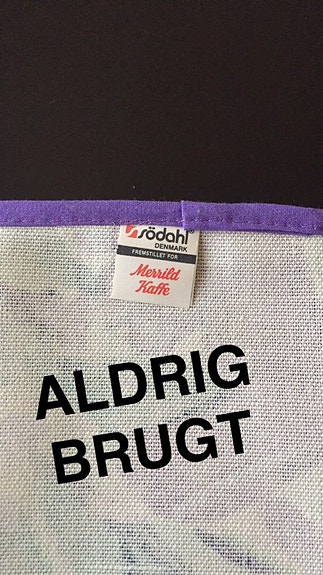 södahl®
DENMARK
FREMSTILLET FOR
Merrild
Kaffe
ALDRIG
BRUGT